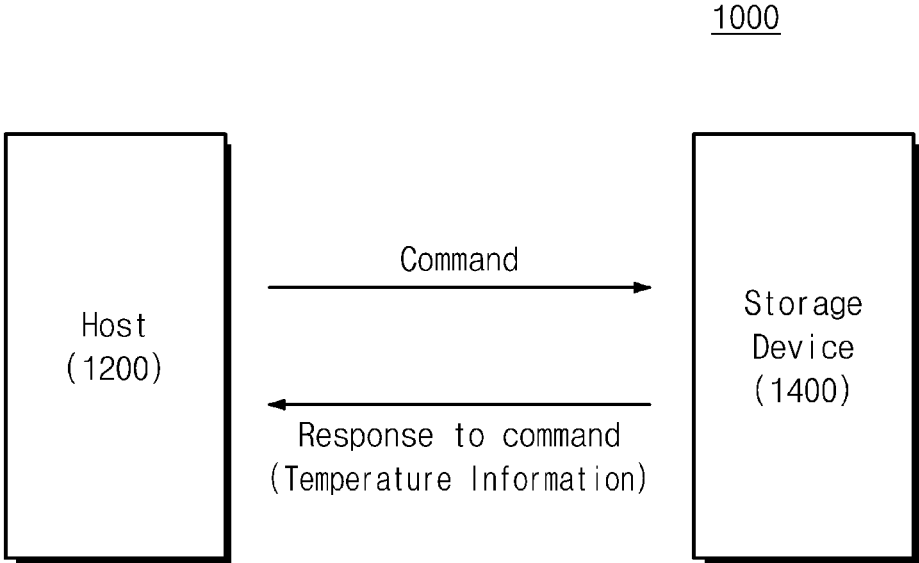 1000
Command
Host
(1200)
Storage
Device
(1400)
Response to command
(Temperature Information)